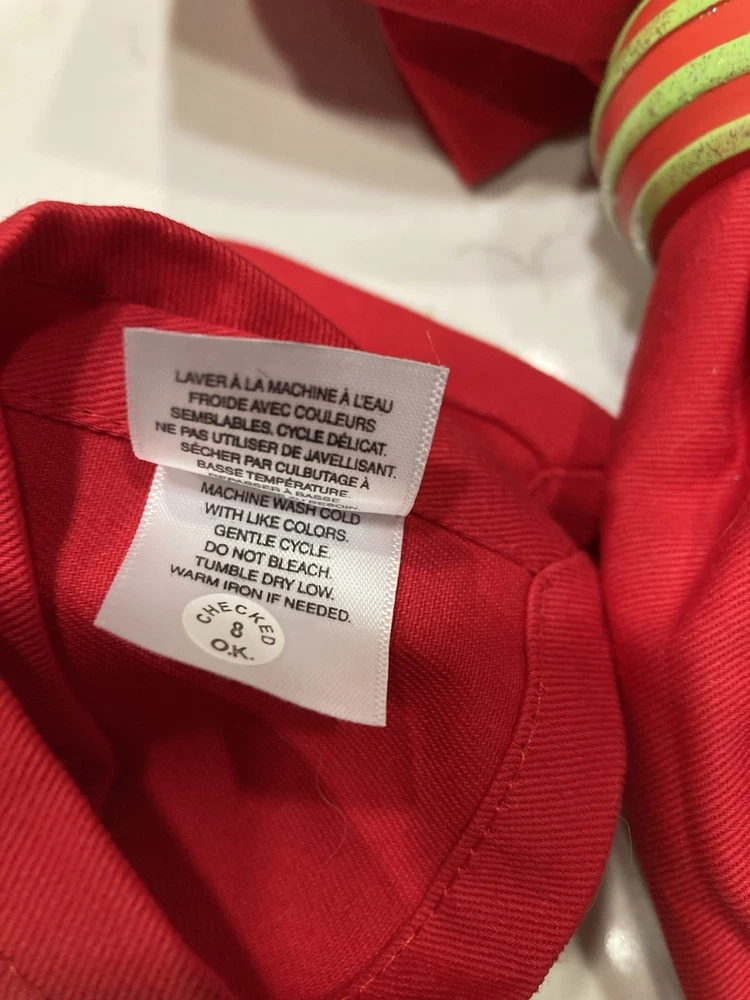 LAVER À LA MACHINE À L'EAU
FROIDE AVEC COULEURS
SEMBLABLES, CYCLE DÉLICAT.
NE PAS UTILISER DE JAVELLISANT.
SÉCHER PAR CULBUTAGE À
BASSE TEMPÉRATURE.
À BASSE
BESOIN.
MACHINE WASH COLD
WITH LIKE COLORS.
GENTLE CYCLE.
DO NOT BLEACH.
TUMBLE DRY LOW.
WARM IRON IF NEEDED.
CHECKED
8
O.K.